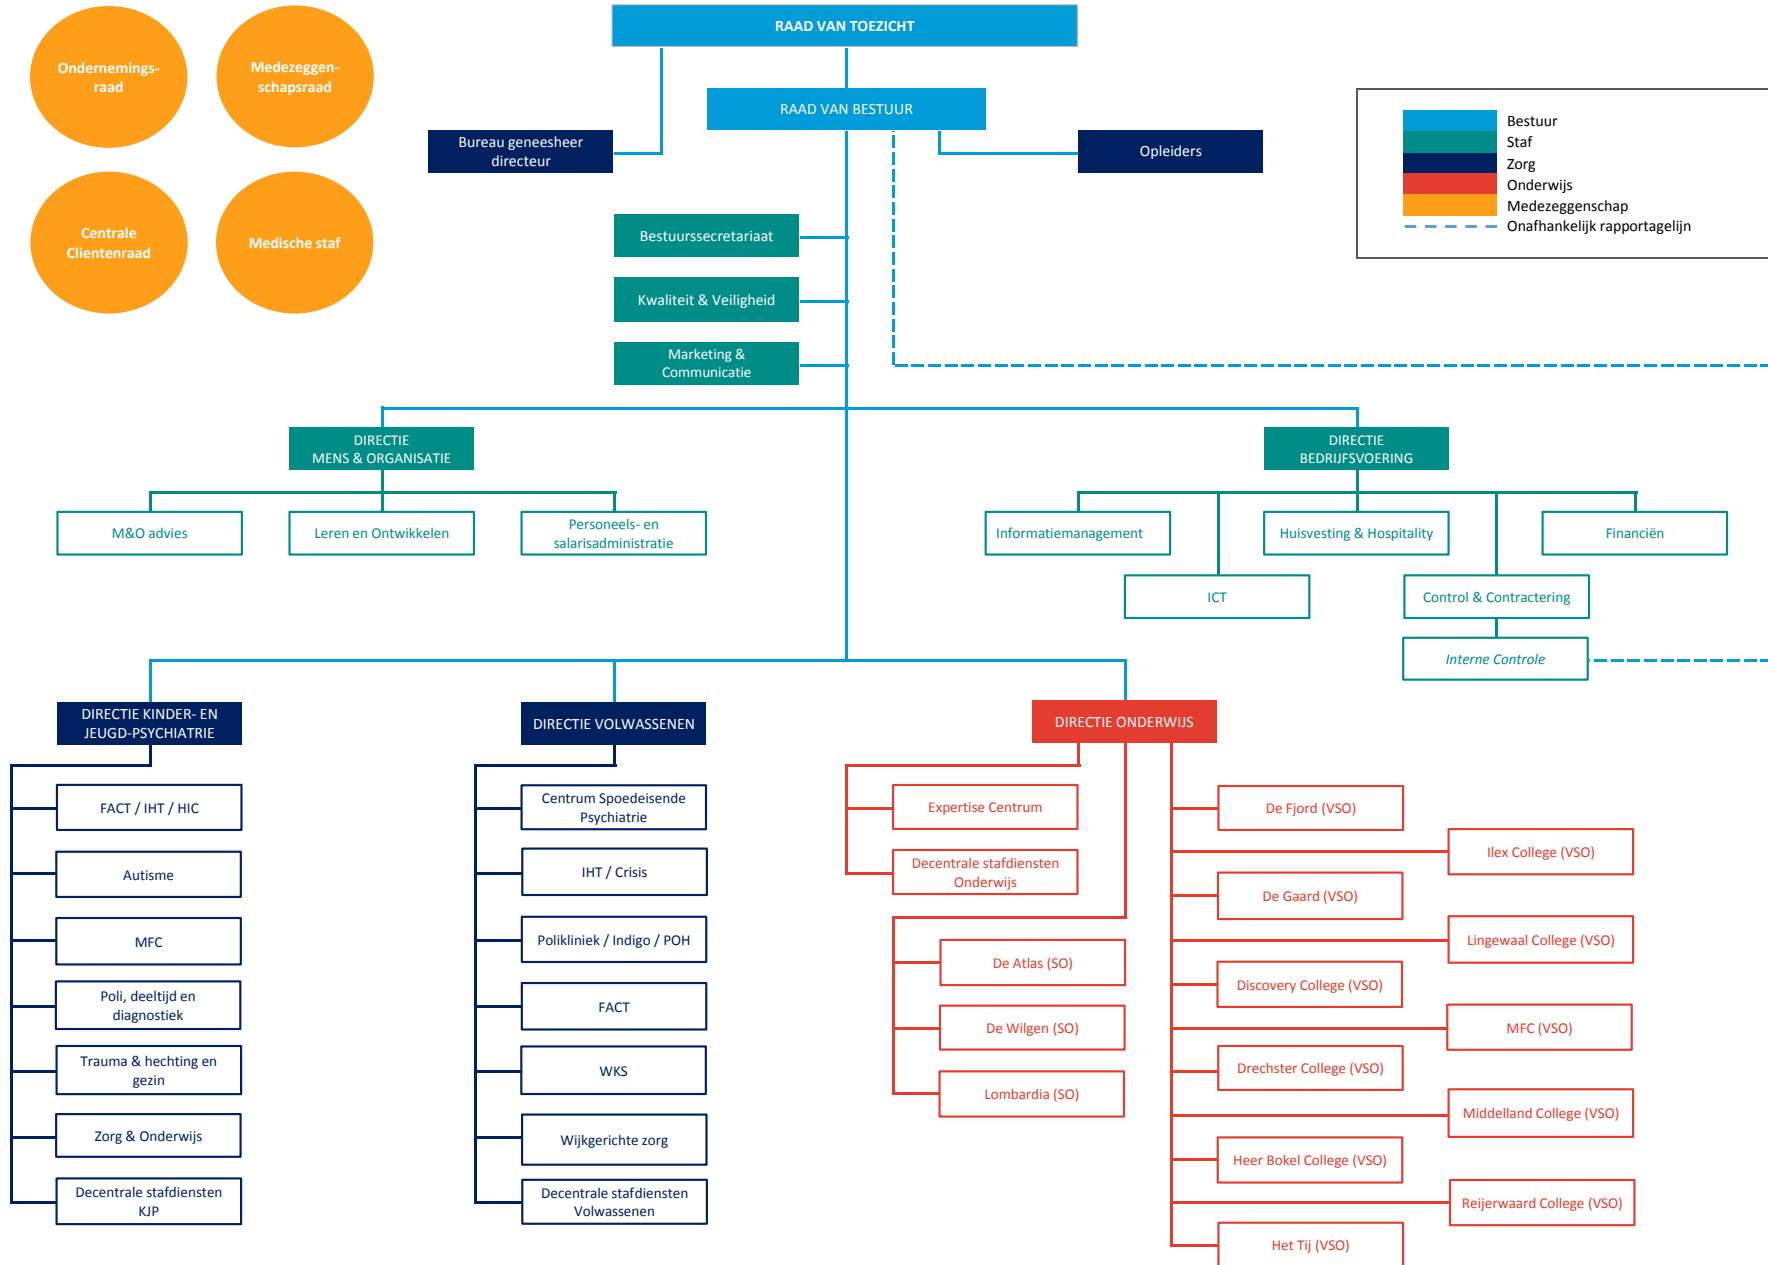 RAAD VAN TOEZICHT
Ondernemings-
raad
Medezeggen-
schapsraad
Centrale
Clientenraad
Medische staf
RAAD VAN BESTUUR
Bureau geneesheer
directeur
Opleiders
Bestuur
Staf
Zorg
Onderwijs
Medezeggenschap
Onafhankelijk rapportagelijn
Bestuurssecretariaat
Kwaliteit & Veiligheid
Marketing &
Communicatie
DIRECTIE
MENS & ORGANISATIE
M&O advies
Leren en Ontwikkelen
Personeels- en
salarisadministratie
DIRECTIE
BEDRIJFSVOERING
Informatiemanagement
Huisvesting & Hospitality
Financiën
ICT
Control & Contractering
Interne Controle
DIRECTIE KINDER- EN
JEUGD-PSYCHIATRIE
FACT / IHT / HIC
Autisme
MFC
Poli, deeltijd en
diagnostiek
Trauma & hechting en
gezin
Zorg & Onderwijs
Decentrale stafdiensten
KJP
DIRECTIE VOLWASSENEN
Centrum Spoedeisende
Psychiatrie
IHT / Crisis
Polikliniek / Indigo / POH
FACT
WKS
Wijkgerichte zorg
Decentrale stafdiensten
Volwassenen
DIRECTIE ONDERWIJS
Expertise Centrum
Decentrale stafdiensten
Onderwijs
De Atlas (SO)
De Wilgen (SO)
Lombardia (SO)
De Fjord (VSO)
Ilex College (VSO)
De Gaard (VSO)
Lingewaal College (VSO)
Discovery College (VSO)
MFC (VSO)
Drechster College (VSO)
Middelland College (VSO)
Heer Bokel College (VSO)
Reijerwaard College (VSO)
Het Tij (VSO)